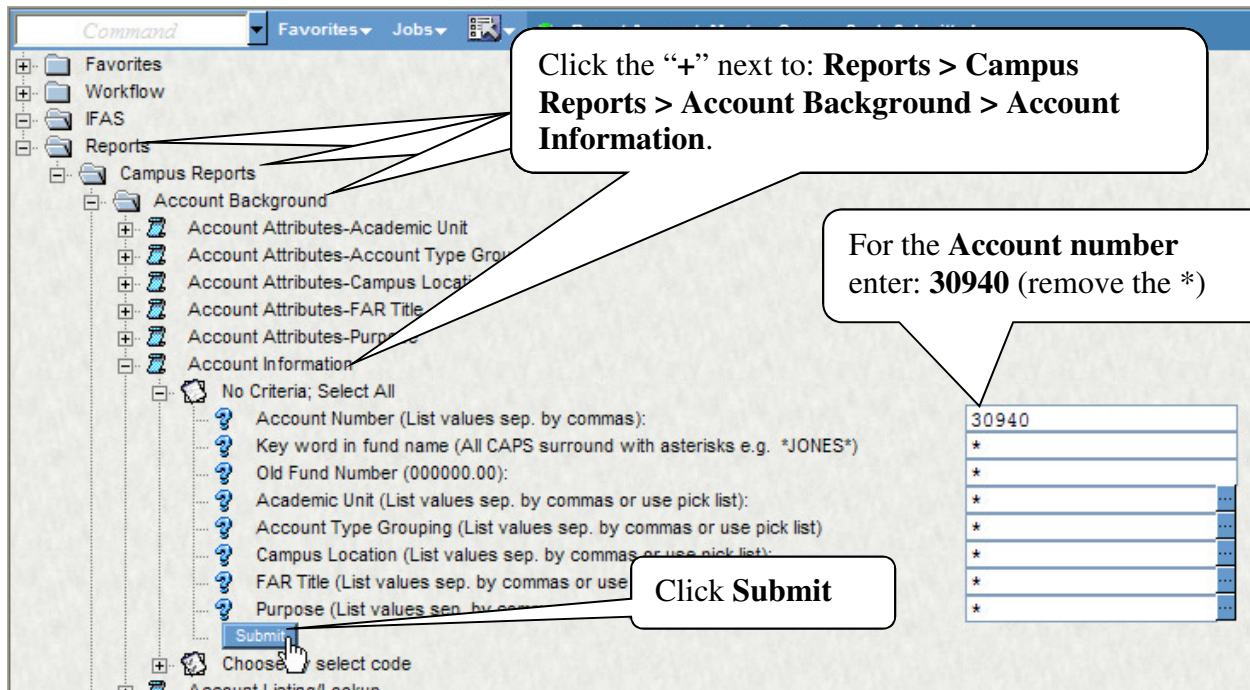 Command Favorites Jobs
Click the “+” next to: Reports > Campus
Reports > Account Background > Account
Information.
Favorites
Workflow
IFAS
Reports
Campus Reports
Account Background
Account Attributes-Academic Unit
Account Attributes-Account Type
Account Attributes-Campus
Account Attributes-FAR Title
Account Attributes-Purpose
For the Account number
enter: 30940 (remove the *)
Account Information
No Criteria; Select All
Account Number (List values sep. by commas): 30940
Key word in fund name (All CAPS surround with asterisks e.g. *JONES*) *
Old Fund Number (000000.00): *
Academic Unit (List values sep. by commas or use pick list): * ...
Account Type Grouping (List values sep. by commas or use pick list) * ...
Campus Location (List values sep. by commas or use pick list): * ...
FAR Title (List values sep. by commas or use * ...
Purpose (List values sep. by * ...
Click Submit
Submit
Choose select code
Account Listing/Lookup